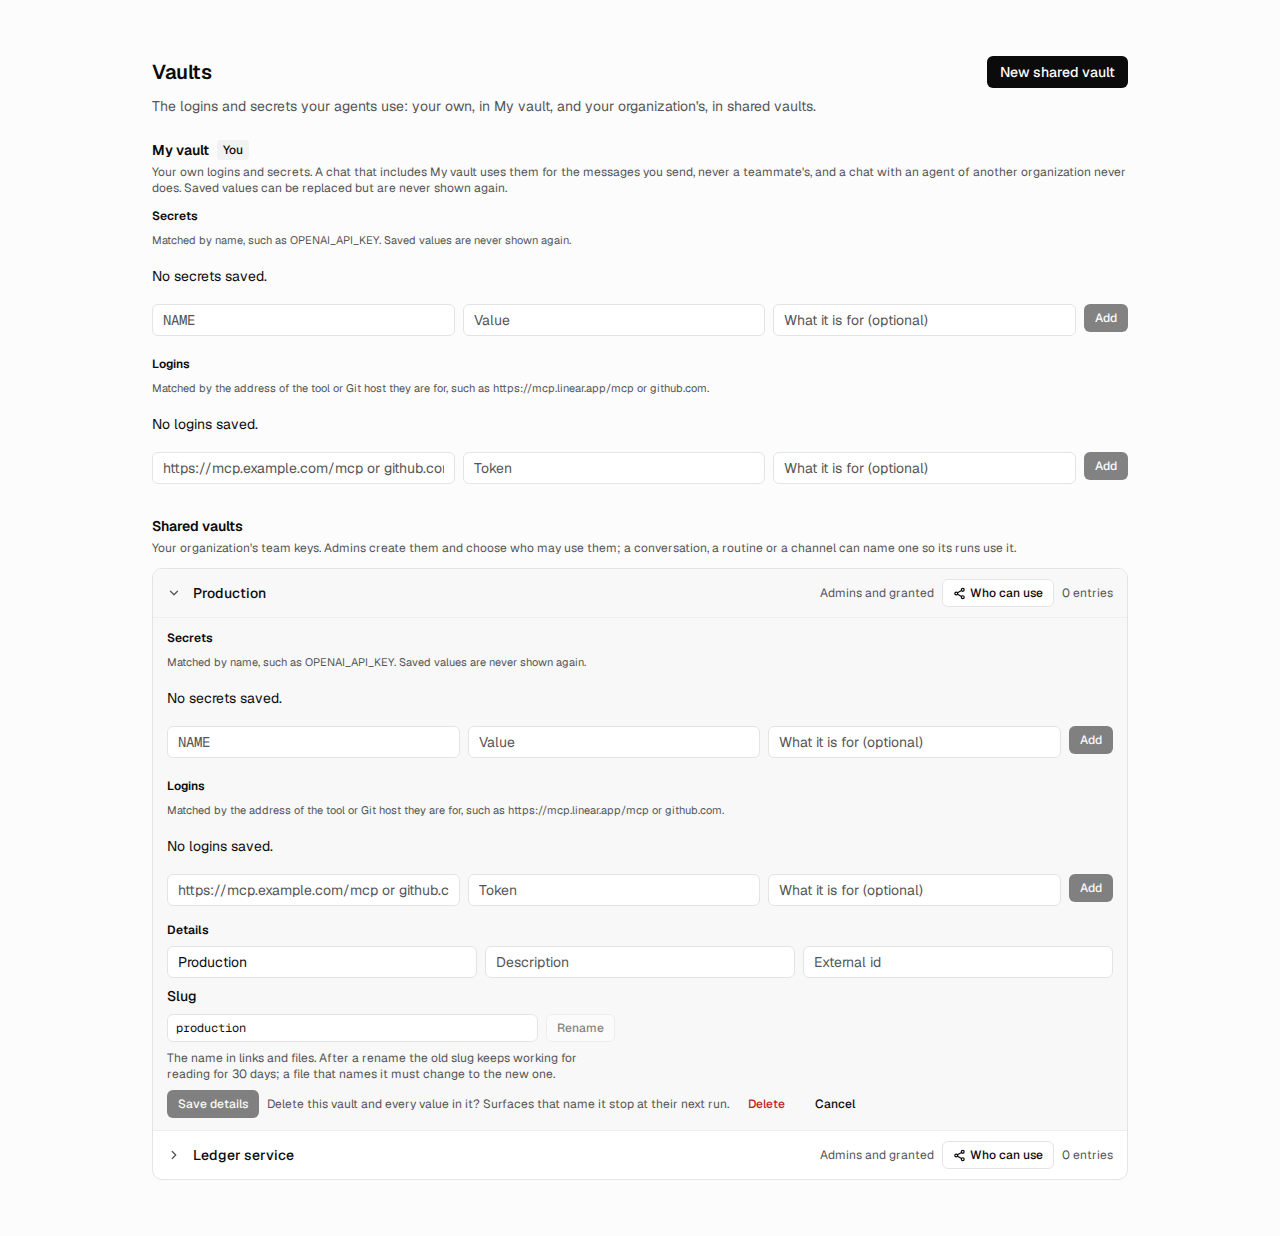 Vaults
New shared vault
The logins and secrets your agents use: your own, in My vault, and your organization's, in shared vaults.
My vault You
Your own logins and secrets. A chat that includes My vault uses them for the messages you send, never a teammate's, and a chat with an agent of another organization never
does. Saved values can be replaced but are never shown again.
Secrets
Matched by name, such as OPENAI_API_KEY. Saved values are never shown again.
No secrets saved.
NAME Value What it is for (optional) Add
Logins
Matched by the address of the tool or Git host they are for, such as https://mcp.linear.app/mcp or github.com.
No logins saved.
https://mcp.example.com/mcp or github.com Token What it is for (optional) Add
Shared vaults
Your organization's team keys. Admins create them and choose who may use them; a conversation, a routine or a channel can name one so its runs use it.
Production Admins and granted Who can use 0 entries
Secrets
Matched by name, such as OPENAI_API_KEY. Saved values are never shown again.
No secrets saved.
NAME Value What it is for (optional) Add
Logins
Matched by the address of the tool or Git host they are for, such as https://mcp.linear.app/mcp or github.com.
No logins saved.
https://mcp.example.com/mcp or github.c Token What it is for (optional) Add
Details
Production Description External id
Slug
production Rename
The name in links and files. After a rename the old slug keeps working for
reading for 30 days; a file that names it must change to the new one.
Save details Delete this vault and every value in it? Surfaces that name it stop at their next run. Delete Cancel
Ledger service Admins and granted Who can use 0 entries